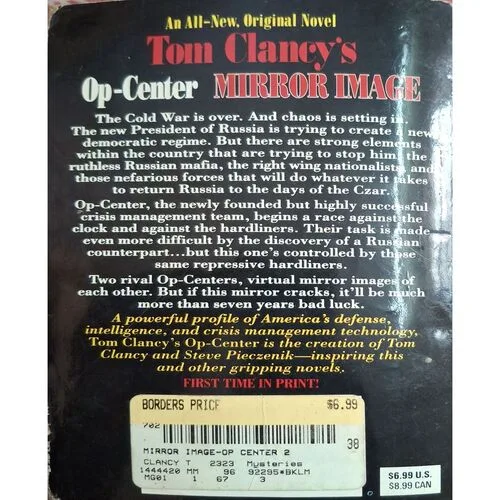 An All-New, Original Novel
Tom Clancy's
Op-Center MIRROR IMAGE
The Cold War is over. And chaos is setting in.
The new President of Russia is trying to create a new
democratic regime. But there are strong elements
within the country that are trying to stop him: the
ruthless Russian mafia, the right wing nationalists, and
those nefarious forces that will do whatever it takes
to return Russia to the days of the Czar.
Op-Center, the newly founded but highly successful
crisis management team, begins a race against the
clock and against the hardliners. Their task is made
even more difficult by the discovery of a Russian
counterpart...but this one's controlled by those
same repressive hardliners.
Two rival Op-Centers, virtual mirror images of
each other. But if this mirror cracks, it'll be much
more than seven years bad luck.
A powerful profile of America's defense,
intelligence, and crisis management technology,
Tom Clancy's Op-Center is the creation of Tom
Clancy and Steve Pieczenik—inspiring this
and other gripping novels.
FIRST TIME IN PRINT!
BORDERS PRICE $6.99
702
38
MIRROR IMAGE-OP CENTER 2
CLANCY T 2323 Mysteries
1444420 MM 96 92295*BKLM
MG01 1 67 3
$6.99 U.S.
$8.99 CAN